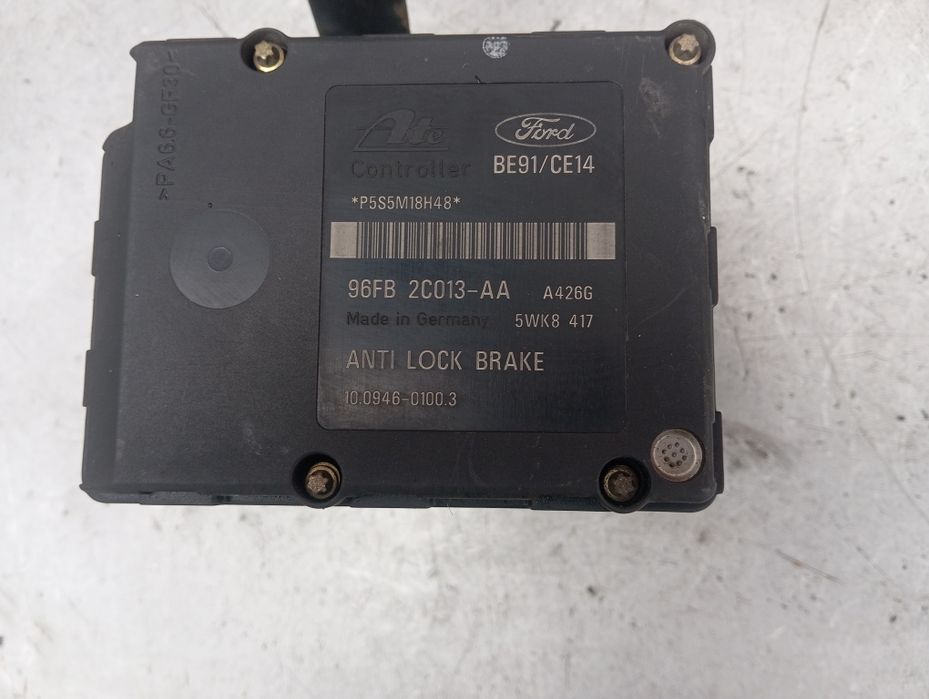 >PA6.6-GF30<
Ate
Ford
Controller
BE91/CE14
*P5S5M18H48*
96FB 2C013-AA A426G
Made in Germany 5WK8 417
ANTI LOCK BRAKE
10.0946-0100.3